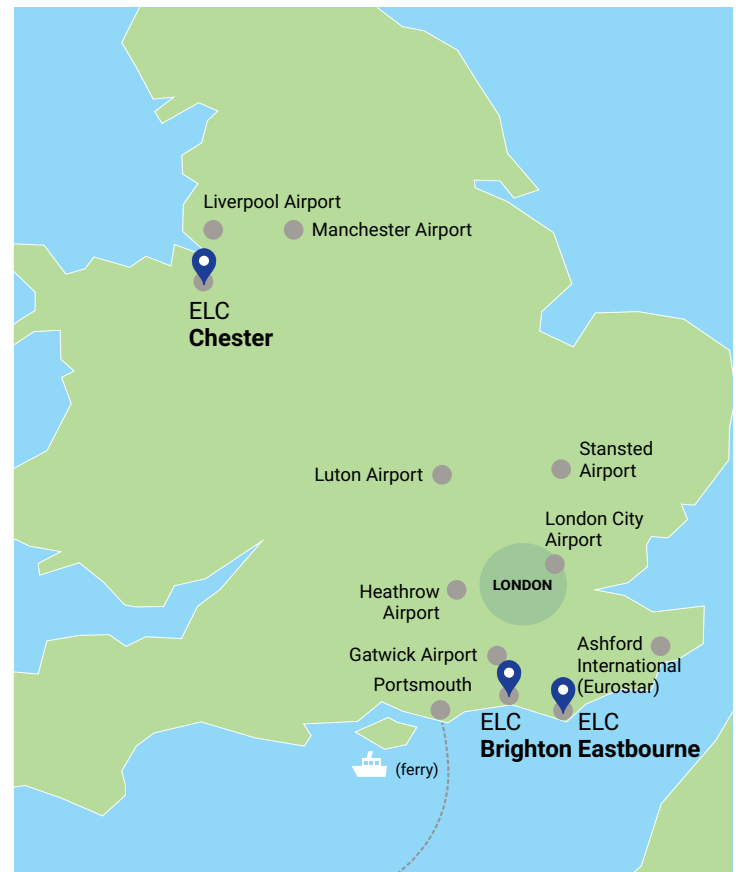 Liverpool Airport
Manchester Airport
ELC
Chester
Stansted
Airport
Luton Airport
London City
Airport
LONDON
Heathrow
Airport
Ashford
International
(Eurostar)
Gatwick Airport
Portsmouth
ELC
Brighton
ELC
Eastbourne
(ferry)